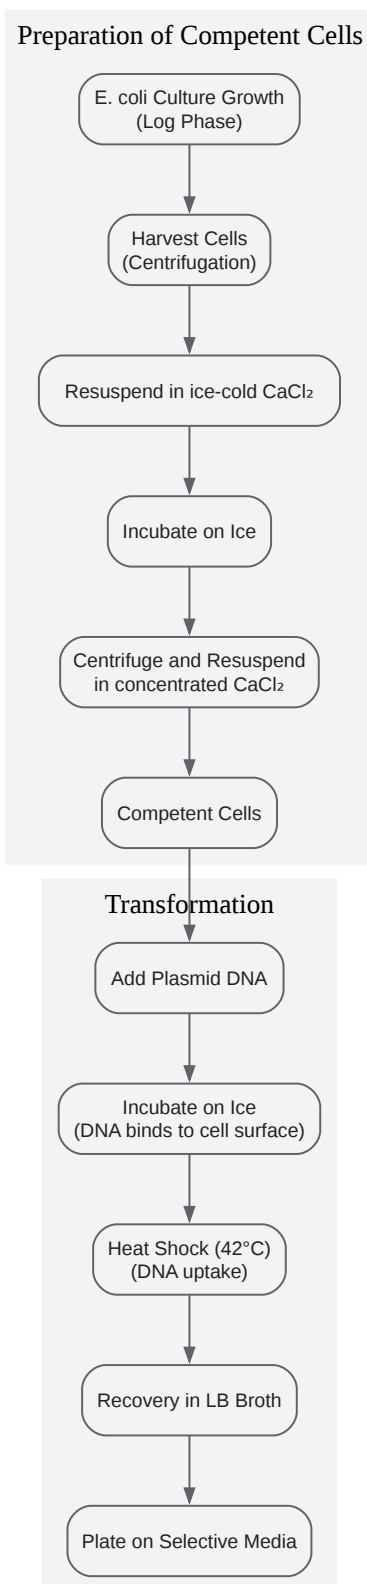 Preparation of Competent Cells
E. coli Culture Growth
(Log Phase)
Harvest Cells
(Centrifugation)
Resuspend in ice-cold CaCl₂
Incubate on Ice
Centrifuge and Resuspend
in concentrated CaCl₂
Competent Cells
Transformation
Add Plasmid DNA
Incubate on Ice
(DNA binds to cell surface)
Heat Shock (42°C)
(DNA uptake)
Recovery in LB Broth
Plate on Selective Media